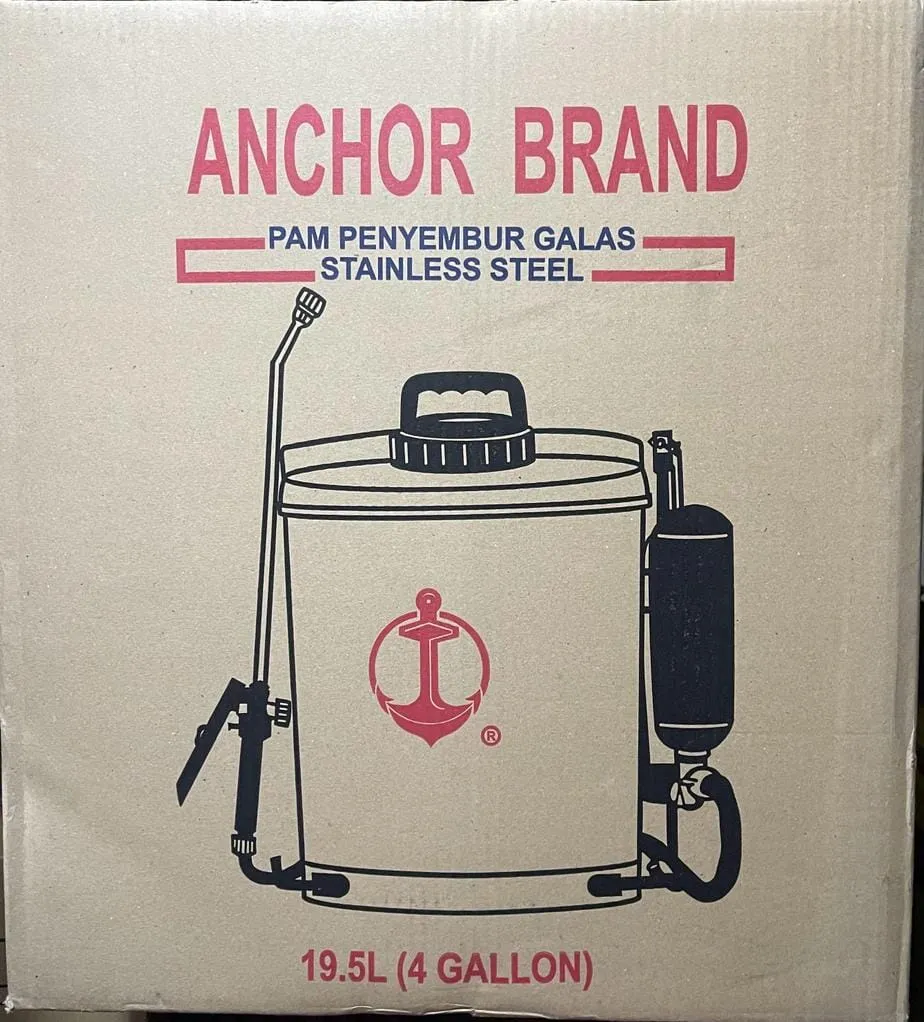 ANCHOR BRAND
PAM PENYEMBUR GALAS
STAINLESS STEEL
®
19.5L (4 GALLON)